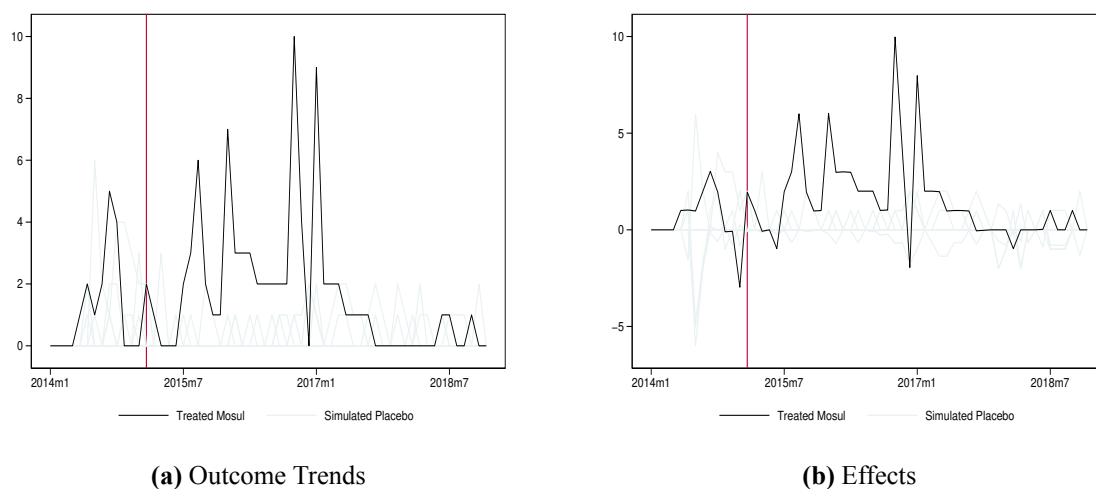 10
8
6
4
2
0
2014m1 2015m7 2017m1 2018m7
Treated Mosul Simulated Placebo
(a) Outcome Trends
10
5
0
−5
2014m1 2015m7 2017m1 2018m7
Treated Mosul Simulated Placebo
(b) Effects